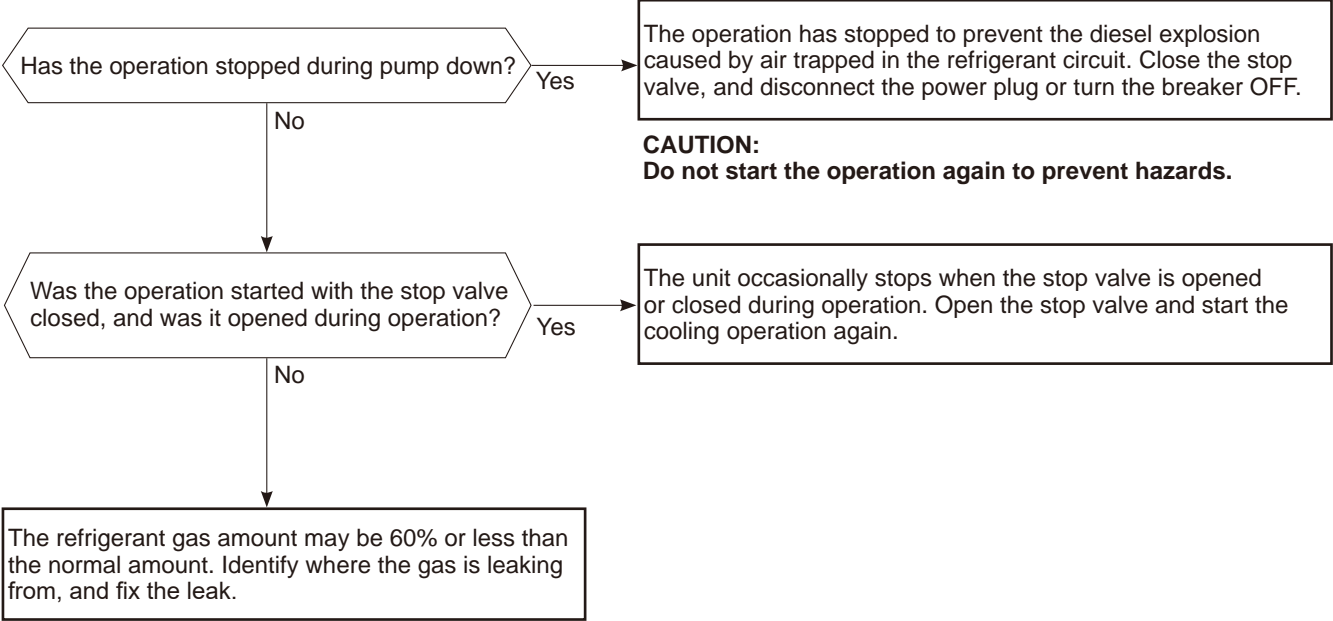 Has the operation stopped during pump down?
Yes
The operation has stopped to prevent the diesel explosion
caused by air trapped in the refrigerant circuit. Close the stop
valve, and disconnect the power plug or turn the breaker OFF.
CAUTION:
Do not start the operation again to prevent hazards.
No
Was the operation started with the stop valve
closed, and was it opened during operation?
Yes
The unit occasionally stops when the stop valve is opened
or closed during operation. Open the stop valve and start the
cooling operation again.
No
The refrigerant gas amount may be 60% or less than
the normal amount. Identify where the gas is leaking
from, and fix the leak.